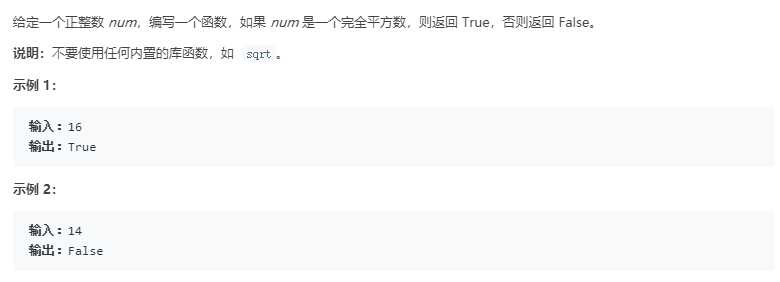 给定一个正整数 num，编写一个函数，如果 num 是一个完全平方数，则返回 True，否则返回 False。
说明：不要使用任何内置的库函数，如 sqrt。
示例 1：
输入：16
输出：True
示例 2：
输入：14
输出：False